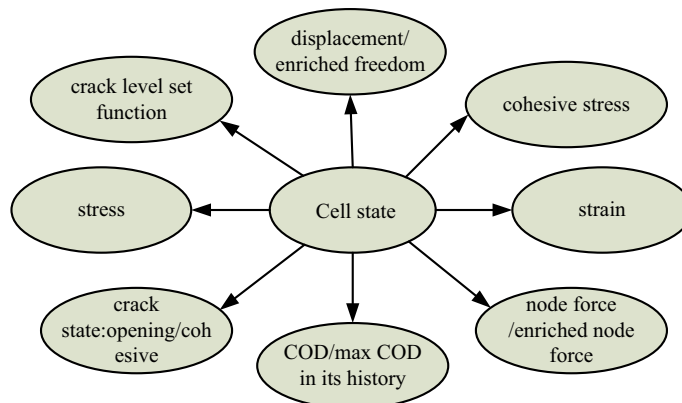 displacement/
enriched freedom
crack level set
function
cohesive stress
stress
Cell state
strain
crack
state:opening/coh
esive
COD/max COD
in its history
node force
/enriched node
force